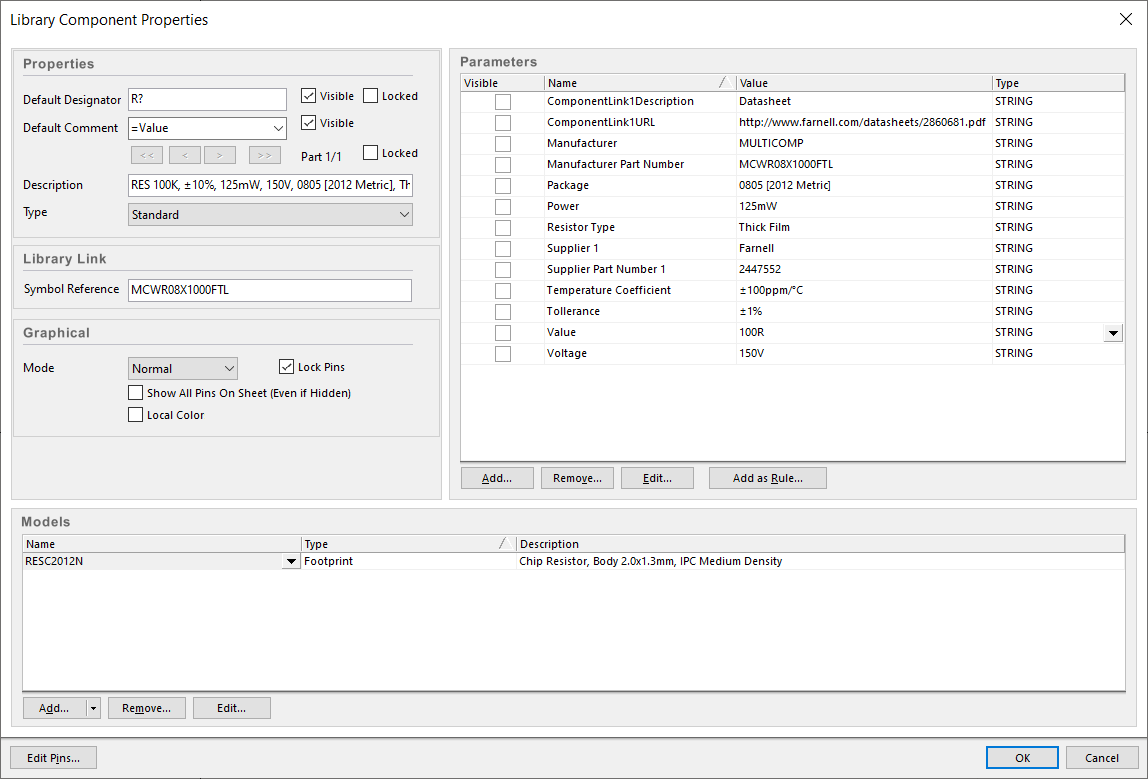 Library Component Properties
Properties
Default Designator R? Visible Locked
Default Comment =Value Visible
<< < > >> Part 1/1 Locked
Description RES 100K, ±10%, 125mW, 150V, 0805 [2012 Metric], Th
Type Standard
Library Link
Symbol Reference MCWR08X1000FTL
Graphical
Mode Normal Lock Pins
Show All Pins On Sheet (Even if Hidden)
Local Color
Parameters
Visible Name Value Type
ComponentLink1Description Datasheet STRING
ComponentLink1URL http://www.farnell.com/datasheets/2860681.pdf STRING
Manufacturer MULTICOMP STRING
Manufacturer Part Number MCWR08X1000FTL STRING
Package 0805 [2012 Metric] STRING
Power 125mW STRING
Resistor Type Thick Film STRING
Supplier 1 Farnell STRING
Supplier Part Number 1 2447552 STRING
Temperature Coefficient ±100ppm/°C STRING
Tollerance ±1% STRING
Value 100R STRING
Voltage 150V STRING
Add... Remove... Edit... Add as Rule...
Models
Name Type Description
RESC2012N Footprint Chip Resistor, Body 2.0x1.3mm, IPC Medium Density
Add... Remove... Edit...
Edit Pins... OK Cancel